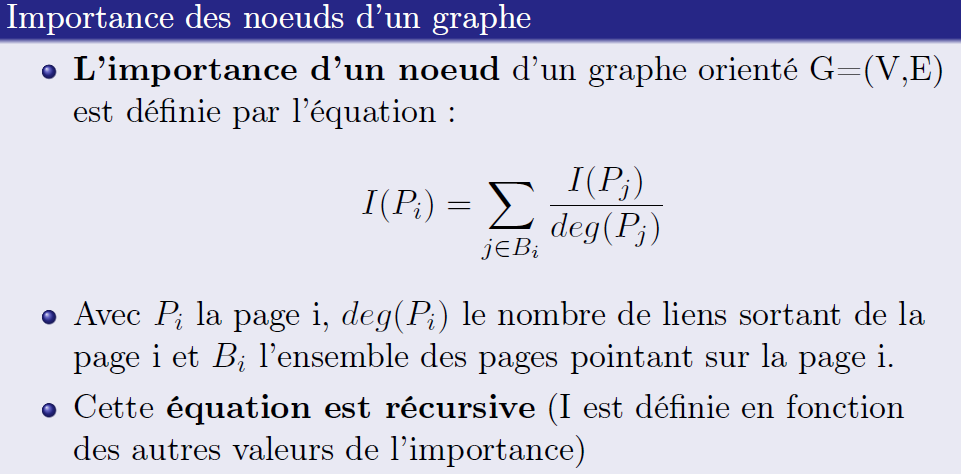 Importance des noeuds d'un graphe
L'importance d'un noeud d'un graphe orienté G=(V,E)
est définie par l'équation :
I(P_i) = \sum_{j \in B_i} \frac{I(P_j)}{deg(P_j)}
Avec P_i la page i, deg(P_i) le nombre de liens sortant de la
page i et B_i l'ensemble des pages pointant sur la page i.
Cette équation est récursive (I est définie en fonction
des autres valeurs de l'importance)